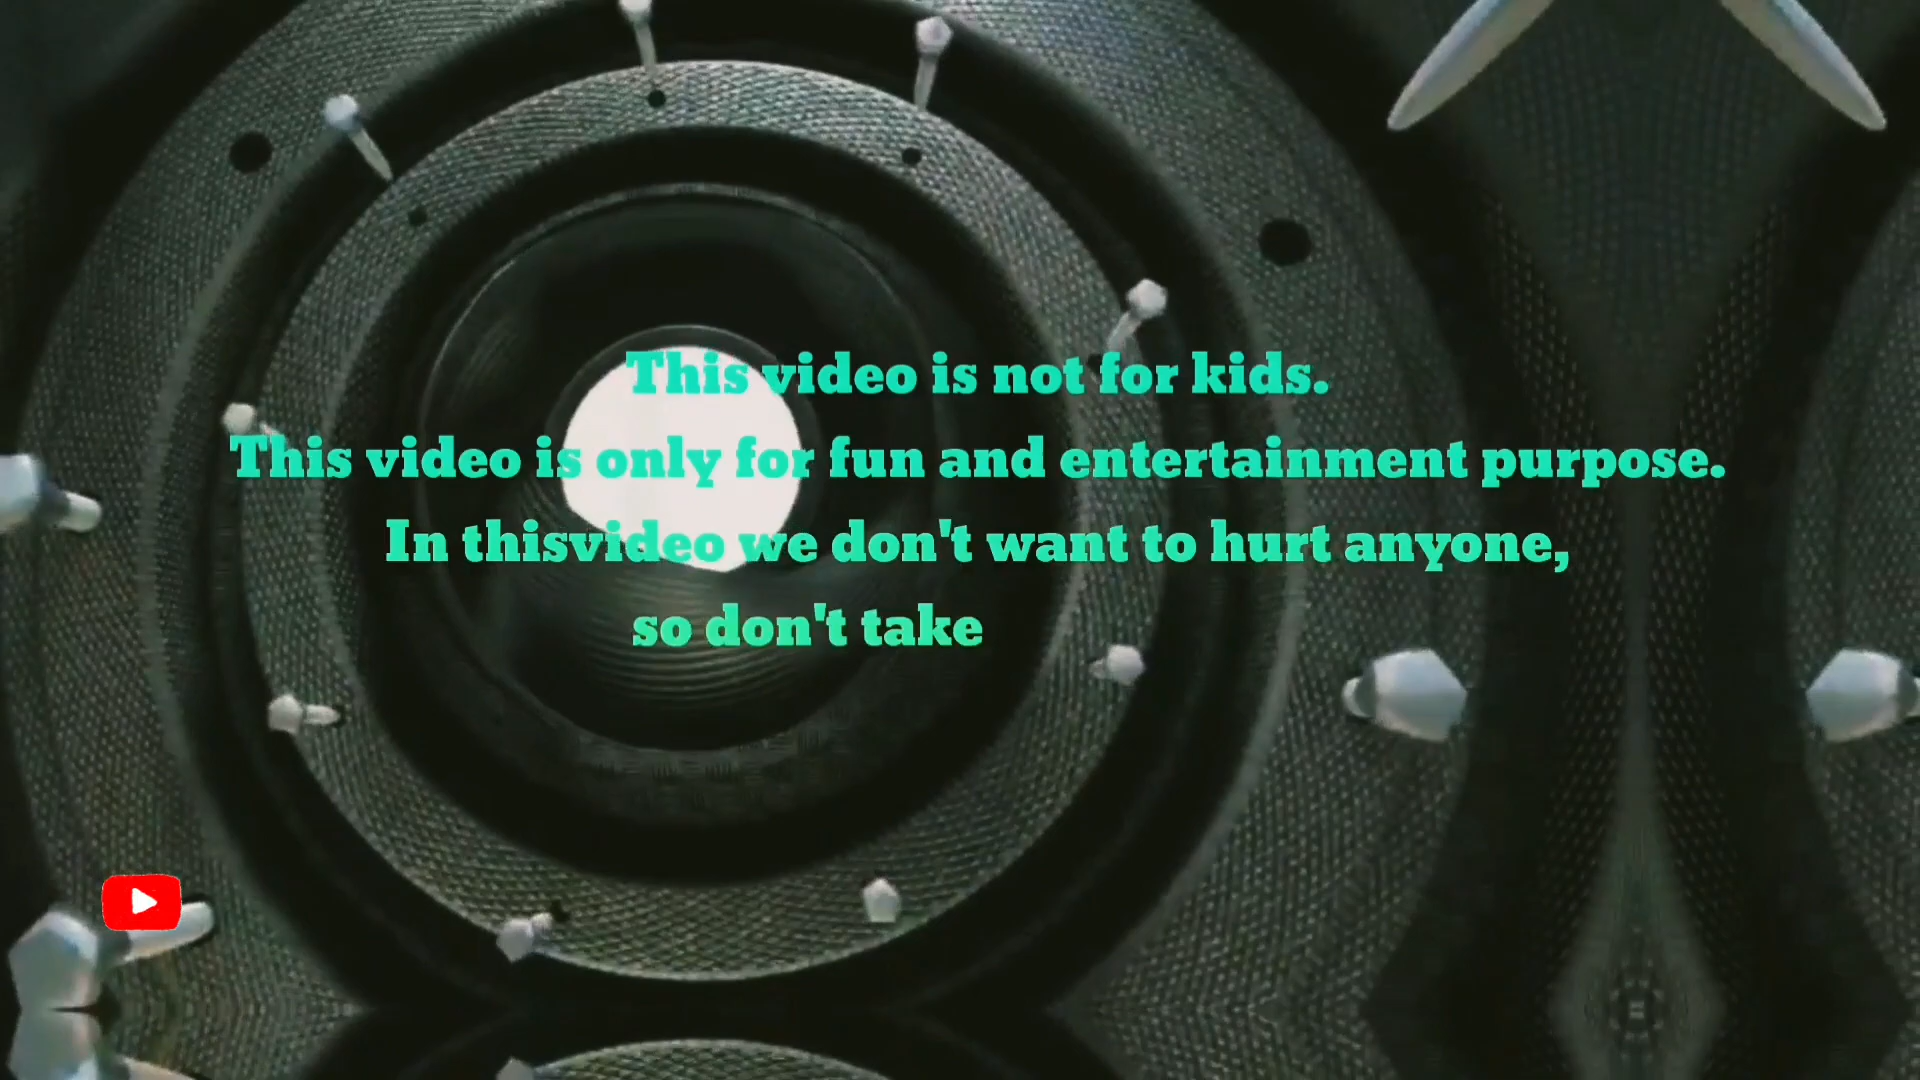 This video is not for kids.
This video is only for fun and entertainment purpose.
In thisvideo we don't want to hurt anyone,
so don't take